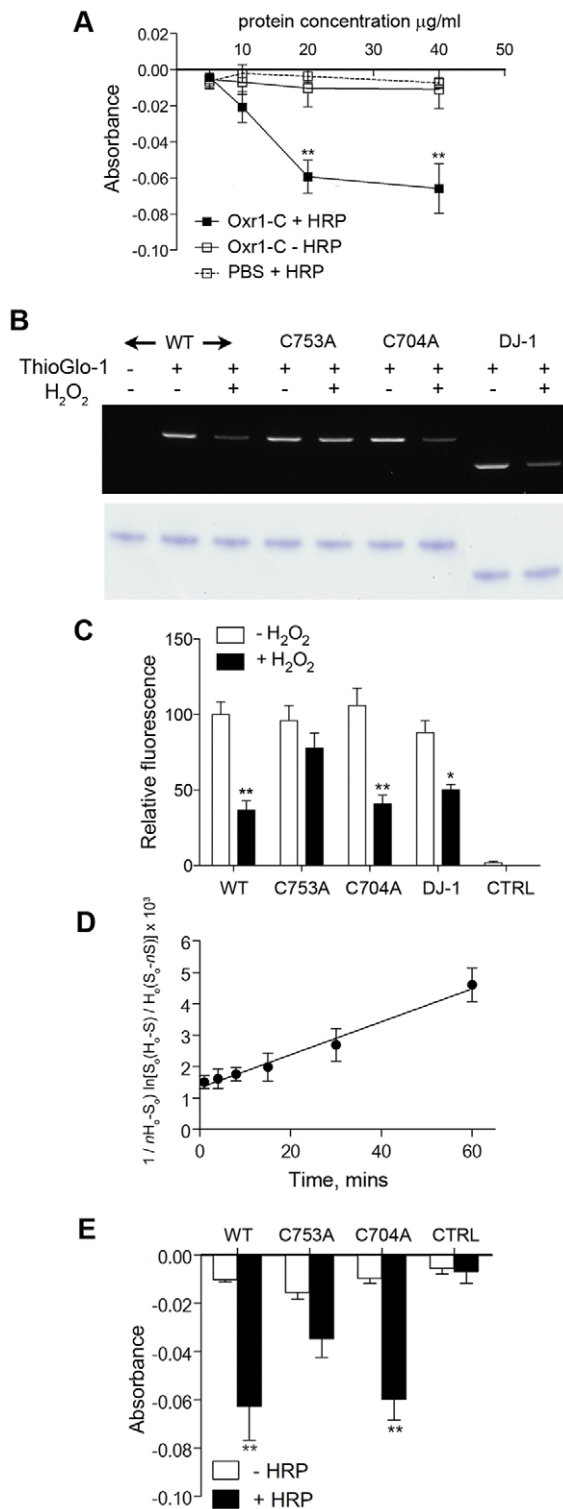 A
protein concentration µg/ml
0.02
10 20 30 40 50
0.00
-0.02
-0.04
-0.06
-0.08
-0.10
Absorbance
** **
Oxr1-C + HRP
Oxr1-C - HRP
PBS + HRP
B
WT C753A C704A DJ-1
ThioGlo-1 - + + + + + + + +
H₂O₂ - - + - + - + - +
C
150
100
50
0
Relative fluorescence
- H₂O₂
+ H₂O₂
** ** *
WT C753A C704A DJ-1 CTRL
D
6
5
4
3
2
1
0
1 / nHₒ-Sₒ) ln[Sₒ(Hₒ-S) / Hₒ(Sₒ-nS)] x 10³
0 20 40 60
Time, mins
E
WT C753A C704A CTRL
0.00
-0.02
-0.04
-0.06
-0.08
-0.10
Absorbance
** **
- HRP
+ HRP